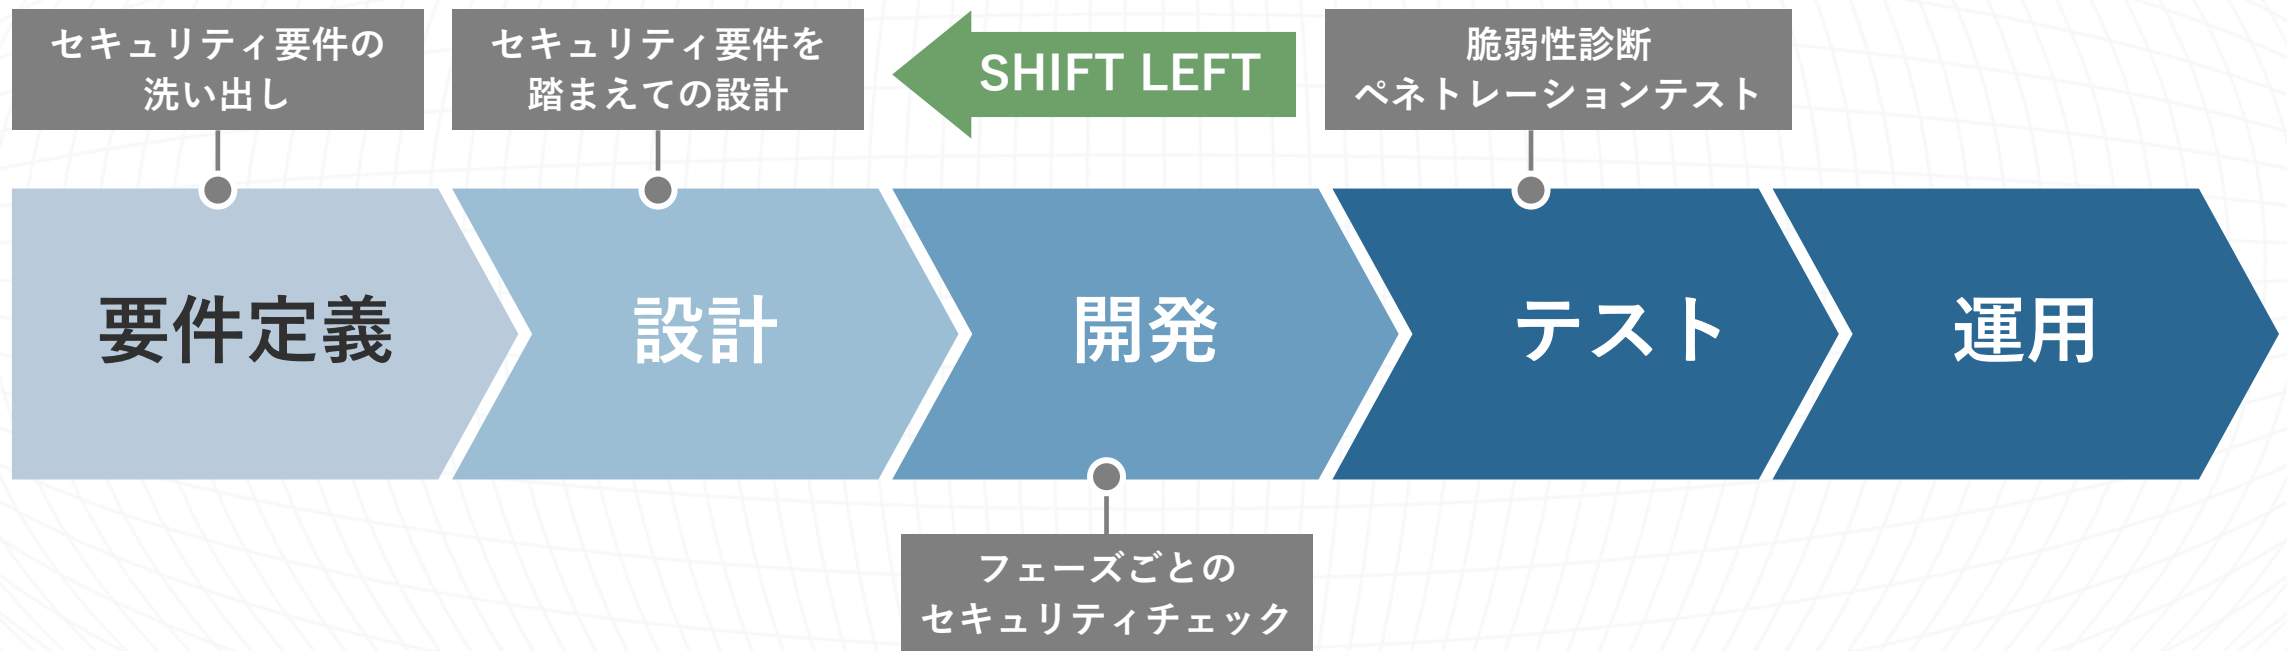 セキュリティ要件の
洗い出し
セキュリティ要件を
踏まえての設計
SHIFT LEFT
脆弱性診断
ペネトレーションテスト
要件定義
設計
開発
テスト
運用
フェーズごとの
セキュリティチェック